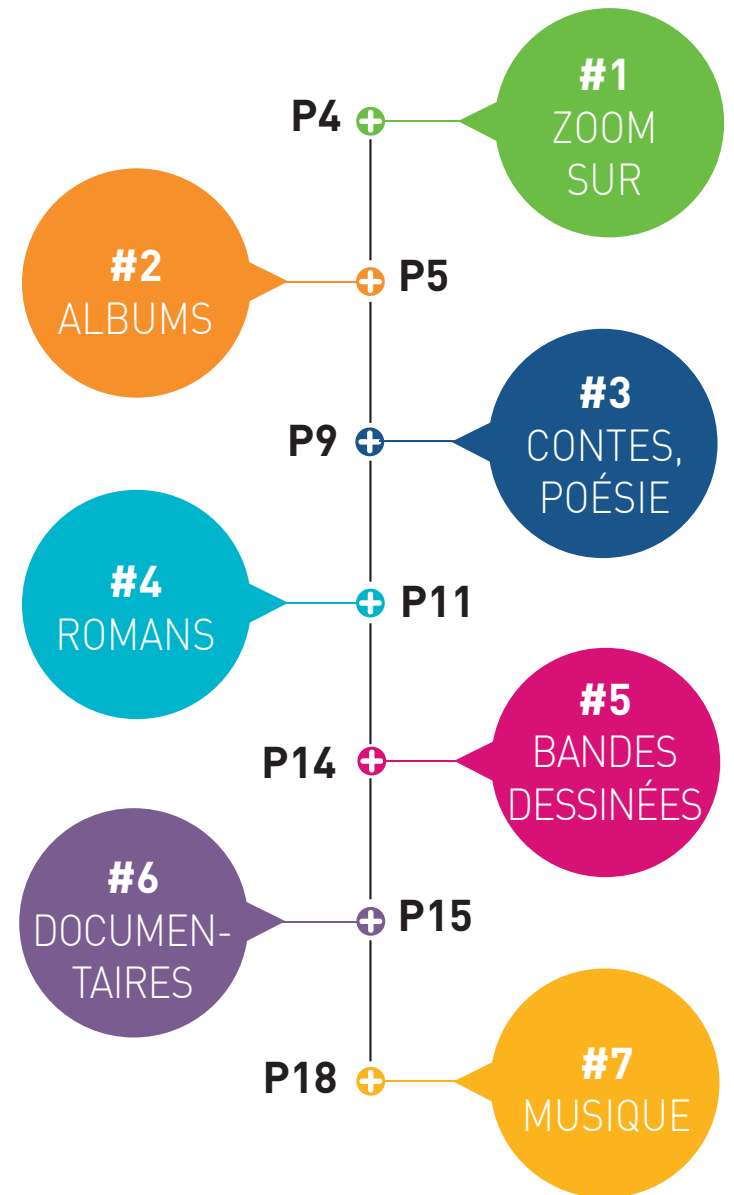 P4
#1
ZOOM
SUR
#2
ALBUMS
P5
P9
#3
CONTES,
POÉSIE
#4
ROMANS
P11
P14
#5
BANDES
DESSINÉES
#6
DOCUMEN-
TAIRES
P15
P18
#7
MUSIQUE